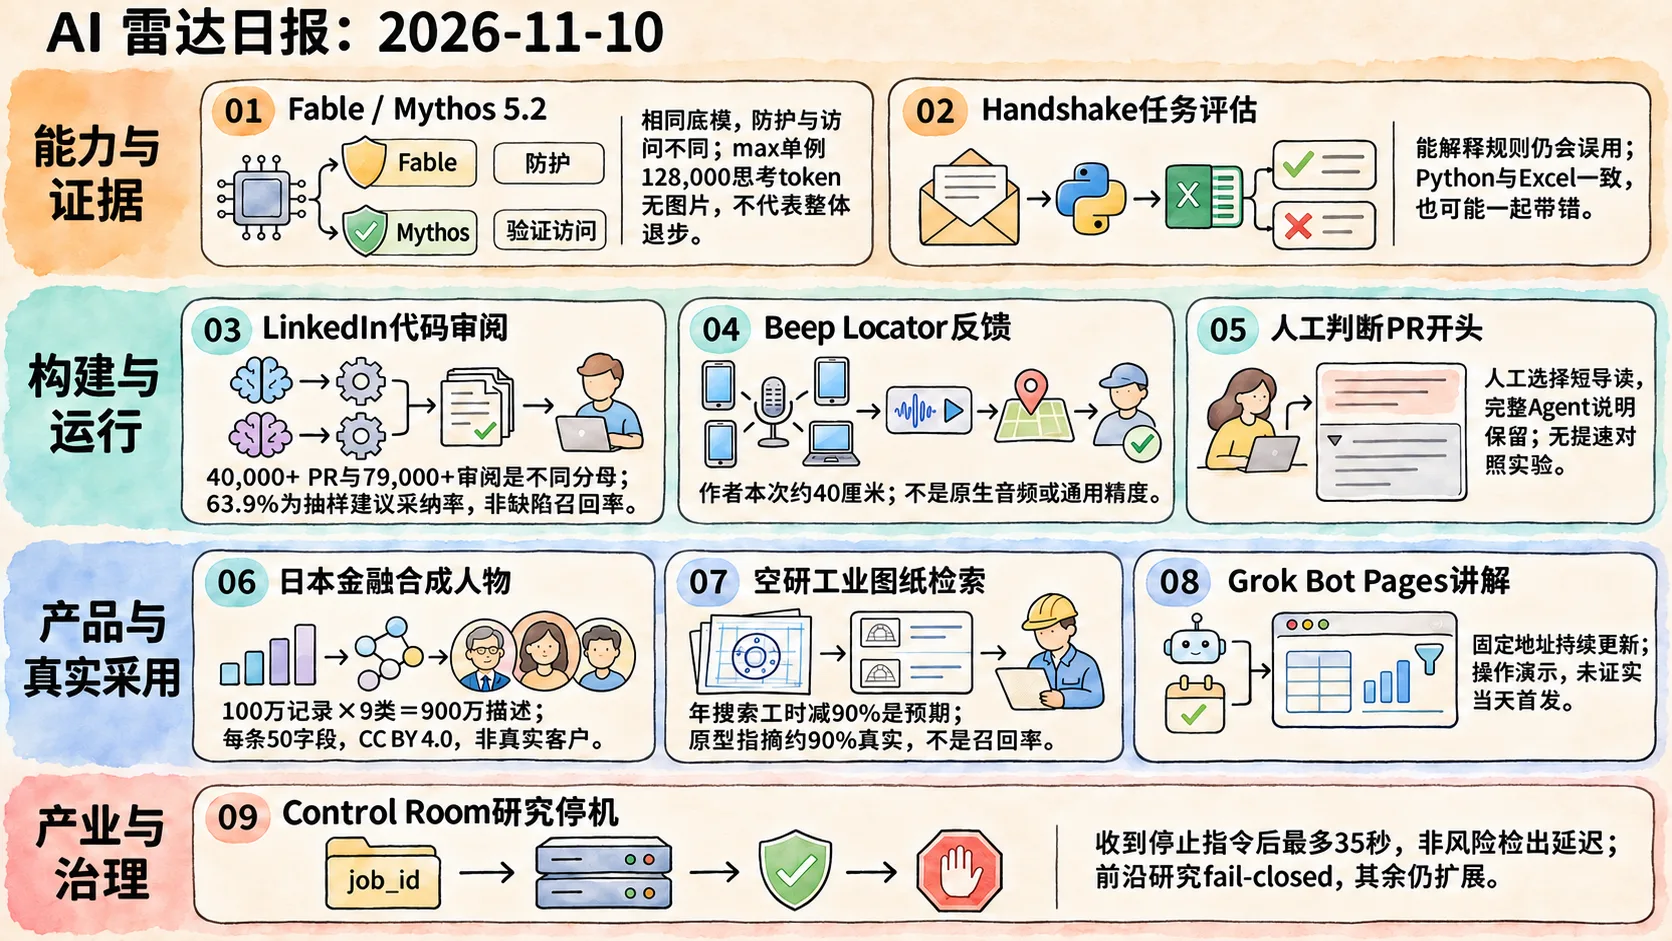 AI 雷达日报：2026-11-10
能力与
证据
01 Fable / Mythos 5.2
Fable
防护
Mythos
验证访问
相同底模，防护与访
问不同；max单例
128,000思考token
无图片，不代表整体
退步。
02 Handshake任务评估
X
能解释规则仍会误用；
Python与Excel一致，
也可能一起带错。
构建与
运行
03 LinkedIn代码审阅
40,000+ PR与79,000+审阅是不同分母；
63.9%为抽样建议采纳率，非缺陷召回率。
04 Beep Locator反馈
作者本次约40厘米；不是原生音频或通用精度。
05 人工判断PR开头
人工选择短导读，
完整Agent说明
保留；无提速对
照实验。
产品与
真实采用
06 日本金融合成人物
100万记录×9类＝900万描述；
每条50字段，CC BY 4.0，非真实客户。
07 空研工业图纸检索
年搜索工时减90%是预期；
原型指摘约90%真实，不是召回率。
08 Grok Bot Pages讲解
固定地址持续更新；
操作演示，未证实
当天首发。
产业与
治理
09 Control Room研究停机
job_id
收到停止指令后最多35秒，非风险检出延迟；
前沿研究fail-closed，其余仍扩展。